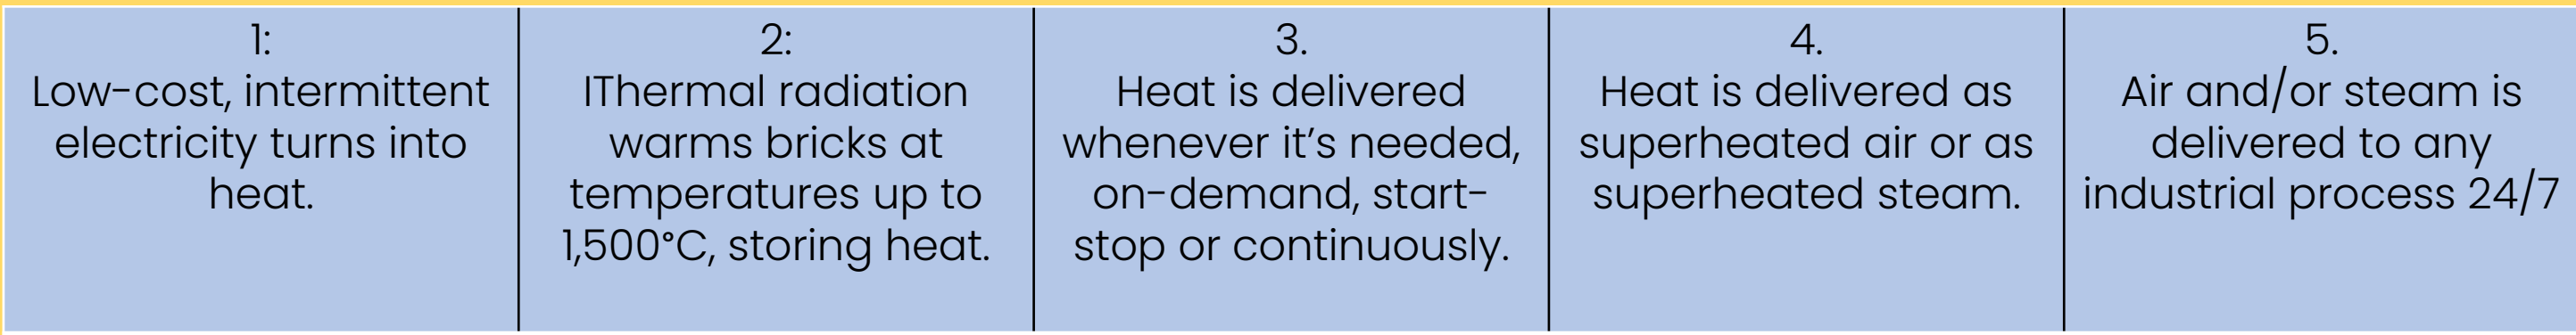 1:
Low-cost, intermittent
electricity turns into
heat.
2:
IThermal radiation
warms bricks at
temperatures up to
1,500°C, storing heat.
3.
Heat is delivered
whenever it's needed,
on-demand, start-
stop or continuously.
4.
Heat is delivered as
superheated air or as
superheated steam.
5.
Air and/or steam is
delivered to any
industrial process 24/7